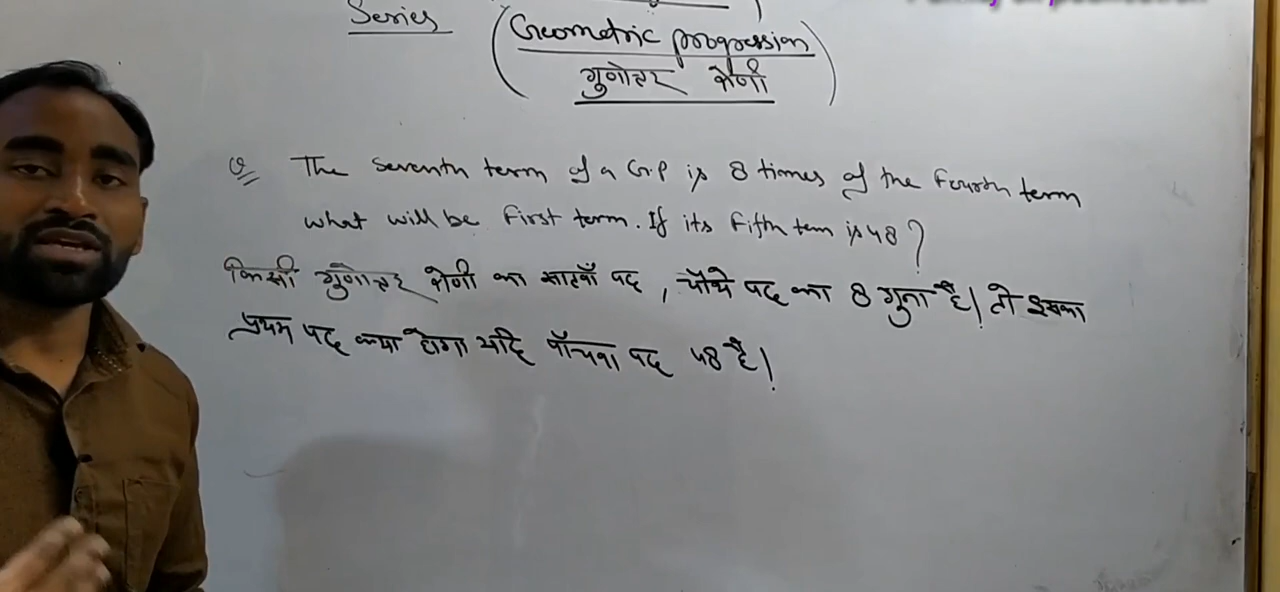 Series
(Geometric progression
गुणोत्तर श्रेणी)
Q The seventh term of a G.P is 8 times of the fourth term
what will be first term. If its fifth term is 48?
किसी गुणोत्तर श्रेणी का सातवाँ पद, चौथे पद का 8 गुना है। तो इसका
प्रथम पद क्या होगा यदि पाँचवा पद 48 है।